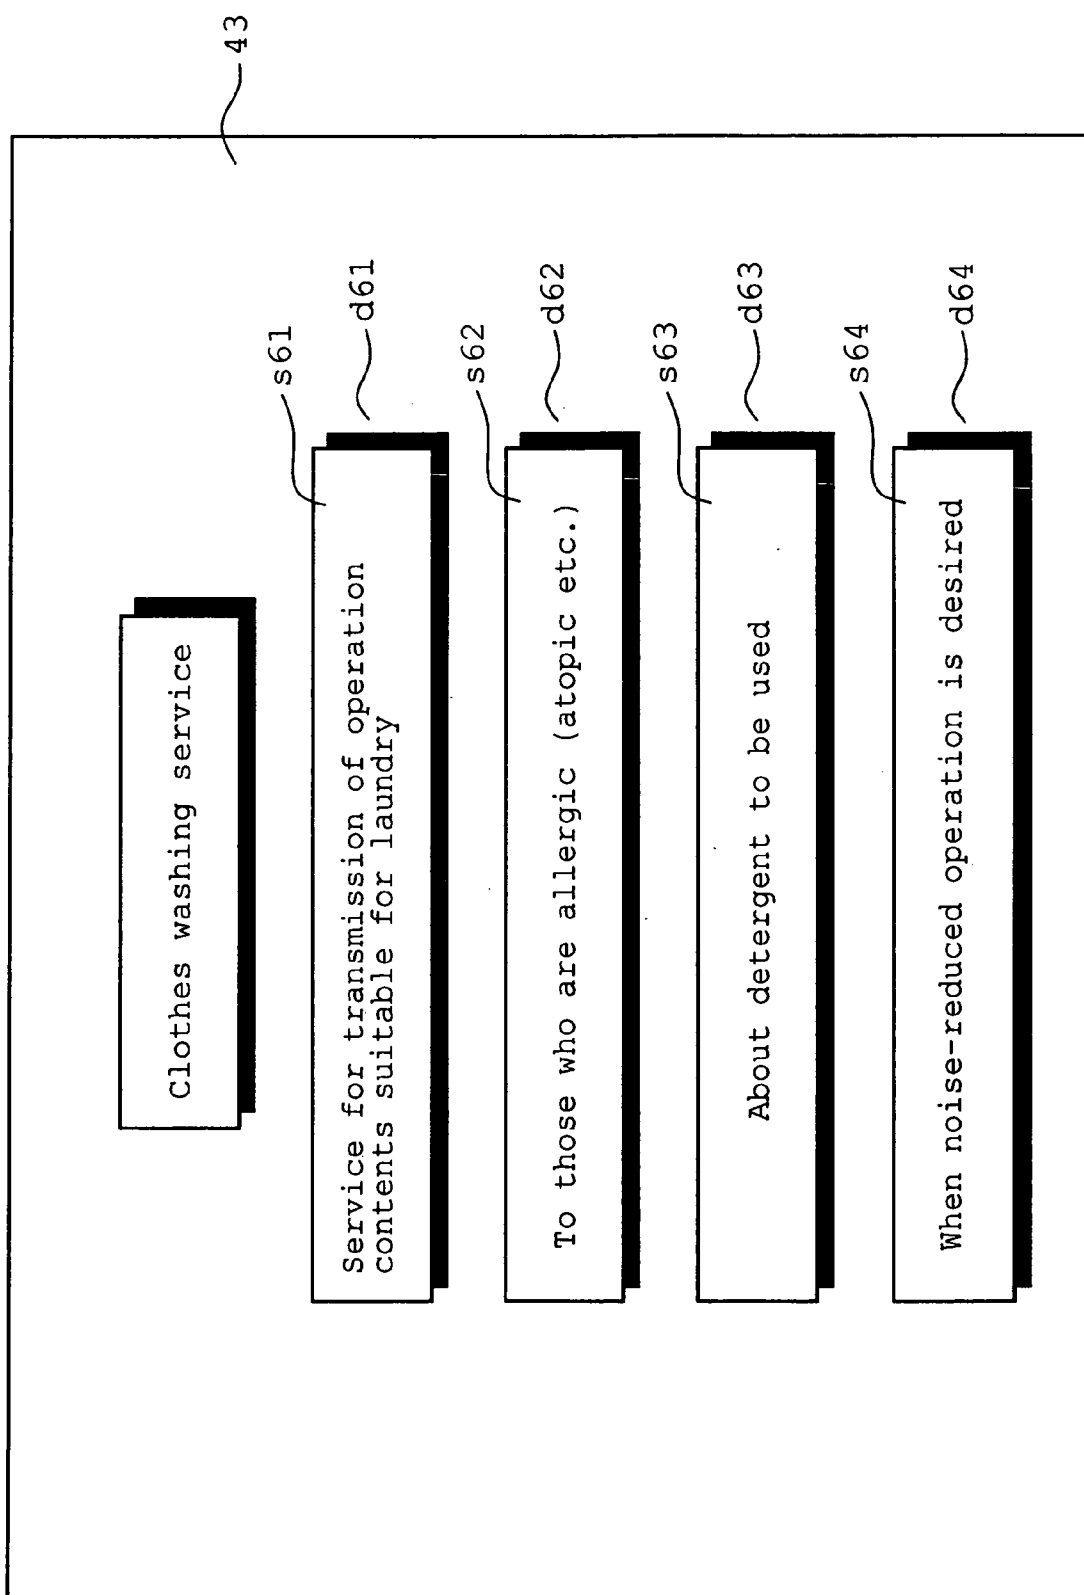 43
Clothes washing service
s61
Service for transmission of operation
contents suitable for laundry
d61
s62
To those who are allergic (atopic etc.)
d62
s63
About detergent to be used
d63
s64
When noise-reduced operation is desired
d64